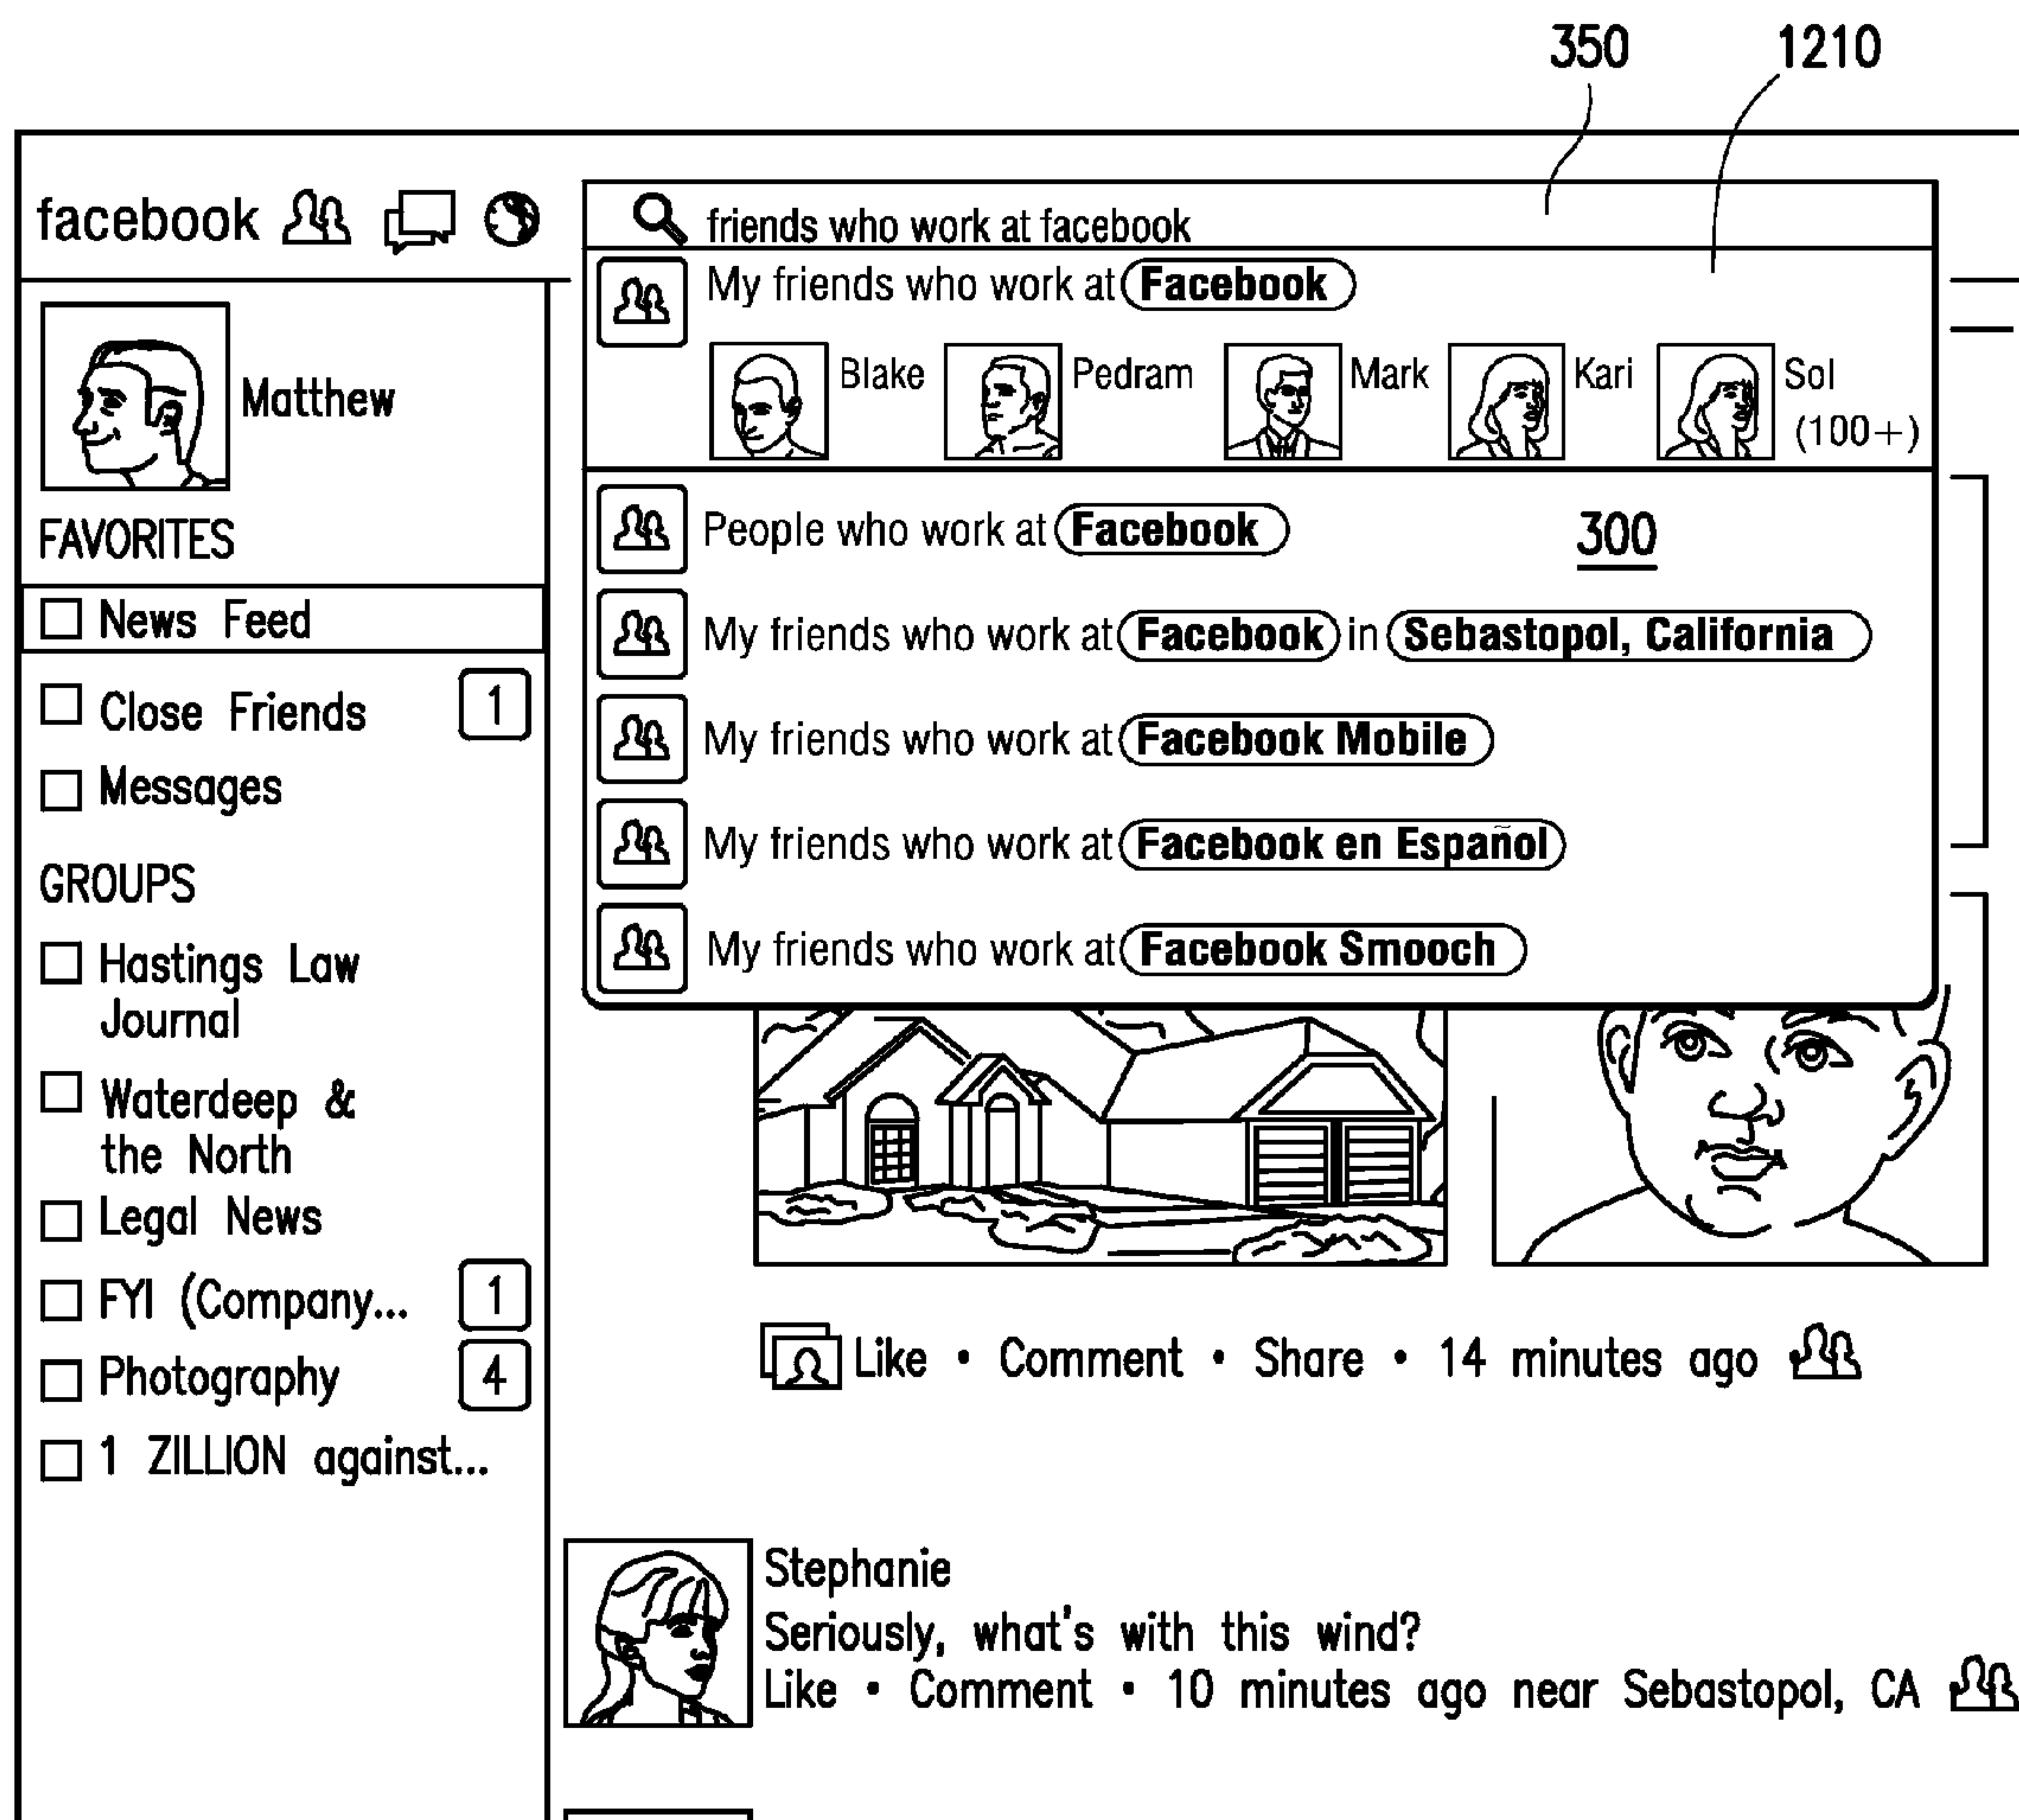 350 1210
facebook
friends who work at facebook
My friends who work at Facebook
Blake Pedram Mark Kari Sol
(100+)
Matthew
FAVORITES
News Feed
Close Friends 1
Messages
GROUPS
Hastings Law
Journal
Waterdeep &
the North
Legal News
FYI (Company... 1
Photography 4
1 ZILLION against...
People who work at Facebook 300
My friends who work at Facebook in Sebastopol, California
My friends who work at Facebook Mobile
My friends who work at Facebook en Español
My friends who work at Facebook Smooch
Like • Comment • Share • 14 minutes ago
Stephanie
Seriously, what's with this wind?
Like • Comment • 10 minutes ago near Sebastopol, CA